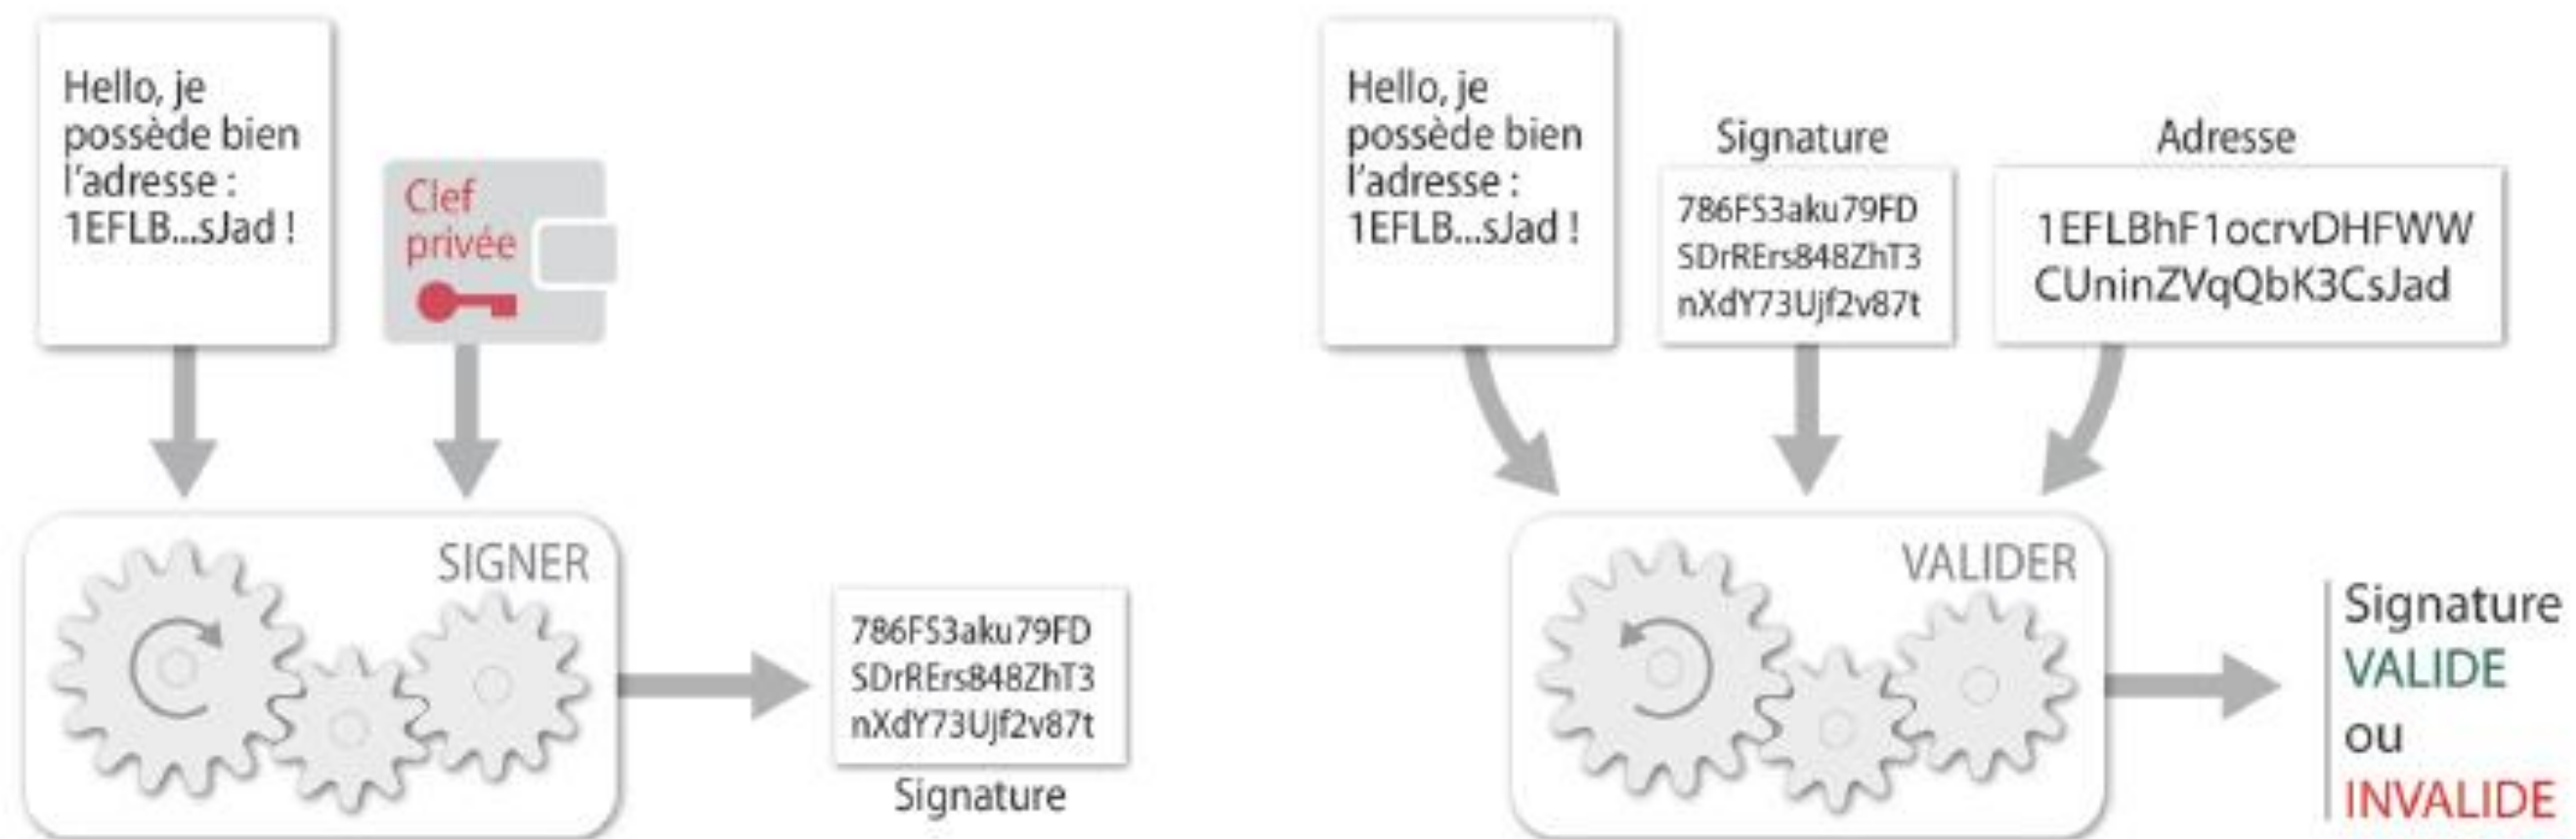 Hello, je
possède bien
l'adresse :
1EFLB...sJad !
Clef
privée
SIGNER
786FS3aku79FD
SDrRErs848ZhT3
nXdY73Ujf2v87t
Signature
Hello, je
possède bien
l'adresse :
1EFLB...sJad !
Signature
786FS3aku79FD
SDrRErs848ZhT3
nXdY73Ujf2v87t
Adresse
1EFLBhF1ocrvDHFWW
CUninZVqQbK3CsJad
VALIDER
Signature
VALIDE
ou
INVALIDE